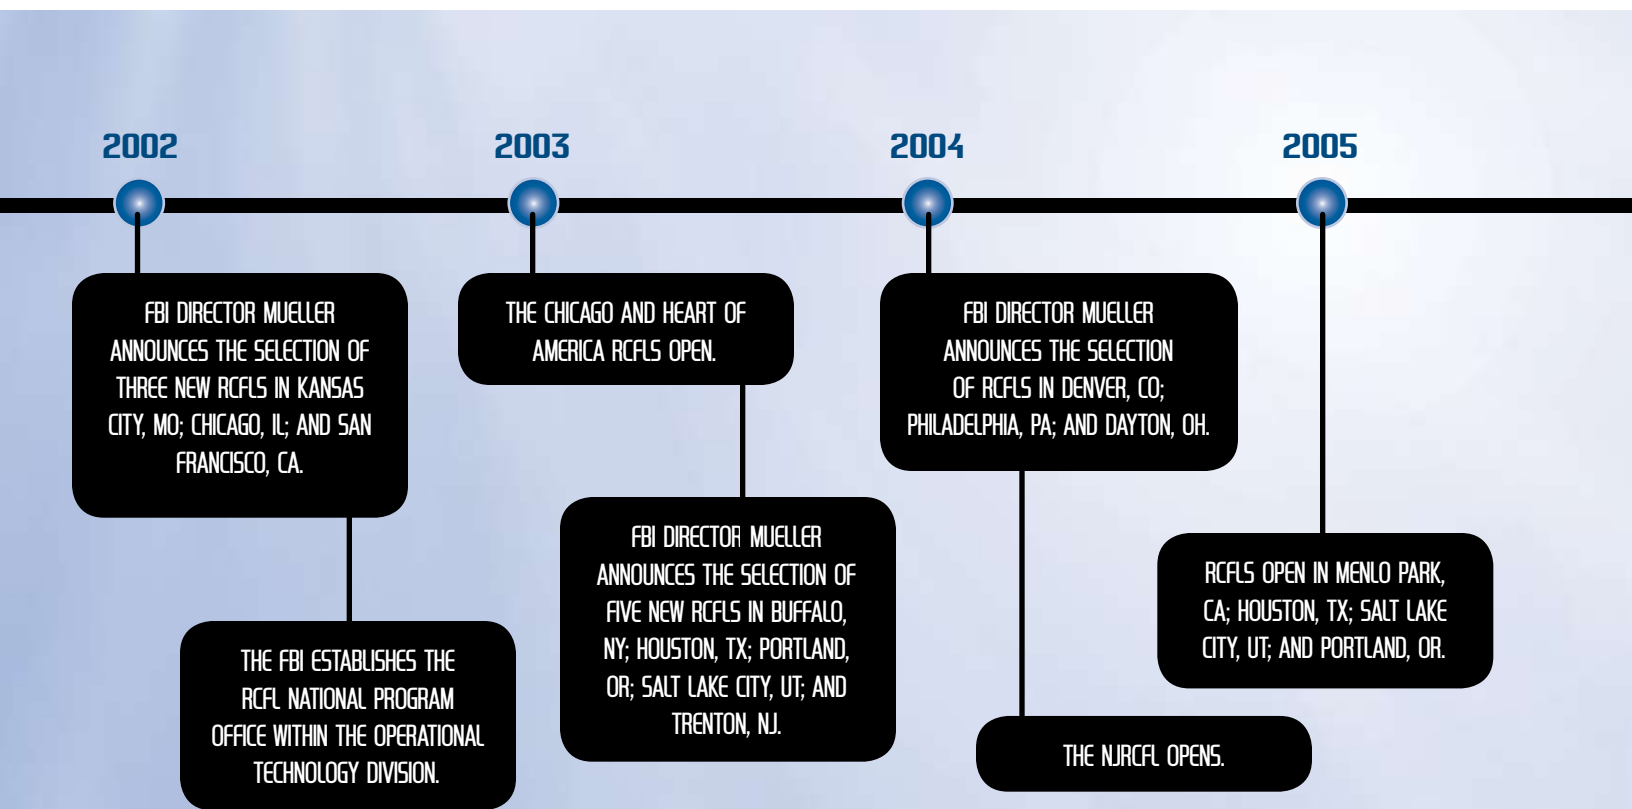 2002
FBI DIRECTOR MUELLER
ANNOUNCES THE SELECTION OF
THREE NEW RCFLS IN KANSAS
CITY, MO; CHICAGO, IL; AND SAN
FRANCISCO, CA.
THE FBI ESTABLISHES THE
RCFL NATIONAL PROGRAM
OFFICE WITHIN THE OPERATIONAL
TECHNOLOGY DIVISION.
2003
THE CHICAGO AND HEART OF
AMERICA RCFLS OPEN.
FBI DIRECTOR MUELLER
ANNOUNCES THE SELECTION OF
FIVE NEW RCFLS IN BUFFALO,
NY; HOUSTON, TX; PORTLAND,
OR; SALT LAKE CITY, UT; AND
TRENTON, NJ.
2004
FBI DIRECTOR MUELLER
ANNOUNCES THE SELECTION
OF RCFLS IN DENVER, CO;
PHILADELPHIA, PA; AND DAYTON, OH.
THE NJRCFL OPENS.
2005
RCFLS OPEN IN MENLO PARK,
CA; HOUSTON, TX; SALT LAKE
CITY, UT; AND PORTLAND, OR.